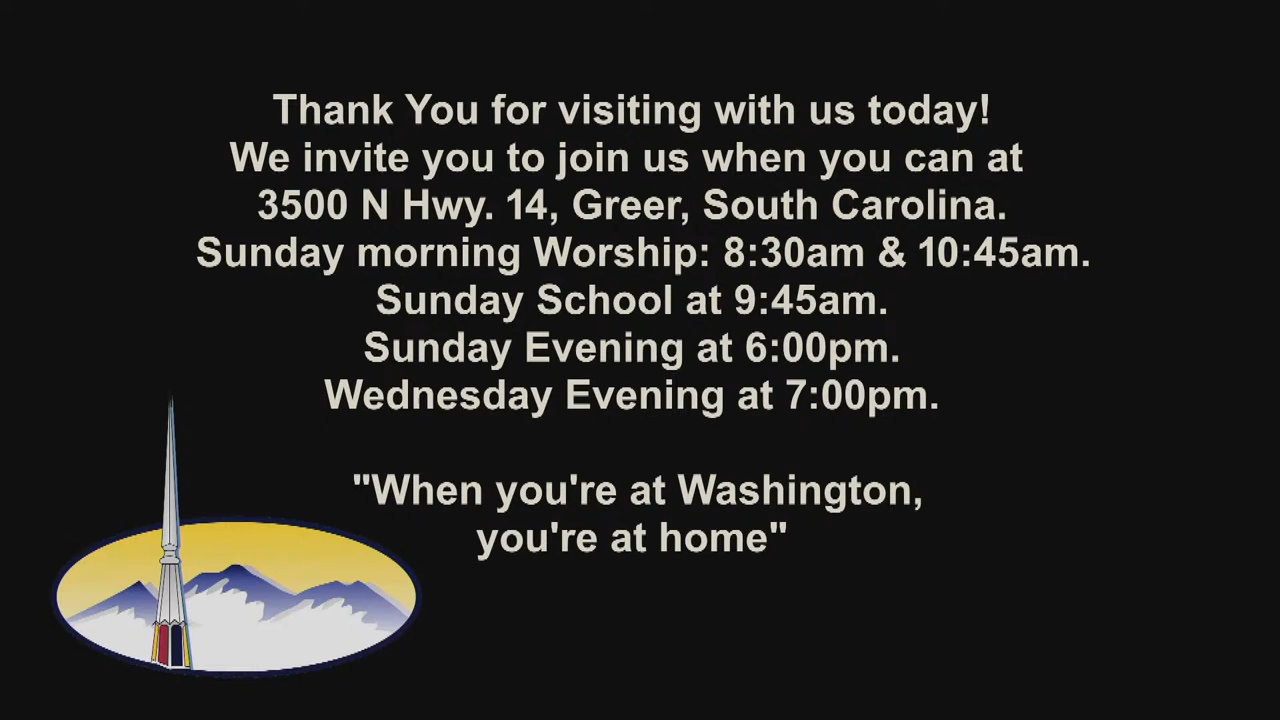 Thank You for visiting with us today!
We invite you to join us when you can at
3500 N Hwy. 14, Greer, South Carolina.
Sunday morning Worship: 8:30am & 10:45am.
Sunday School at 9:45am.
Sunday Evening at 6:00pm.
Wednesday Evening at 7:00pm.
"When you're at Washington,
you're at home"